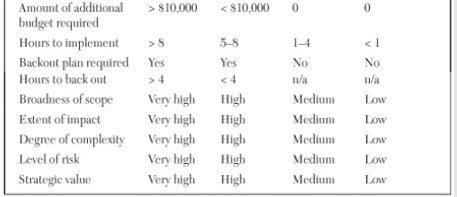 Amount of additional > $10,000 < $10,000 0 0
budget required
Hours to implement > 8 5–8 1–4 < 1
Backout plan required Yes Yes No No
Hours to back out > 4 < 4 n/a n/a
Broadness of scope Very high High Medium Low
Extent of impact Very high High Medium Low
Degree of complexity Very high High Medium Low
Level of risk Very high High Medium Low
Strategic value Very high High Medium Low